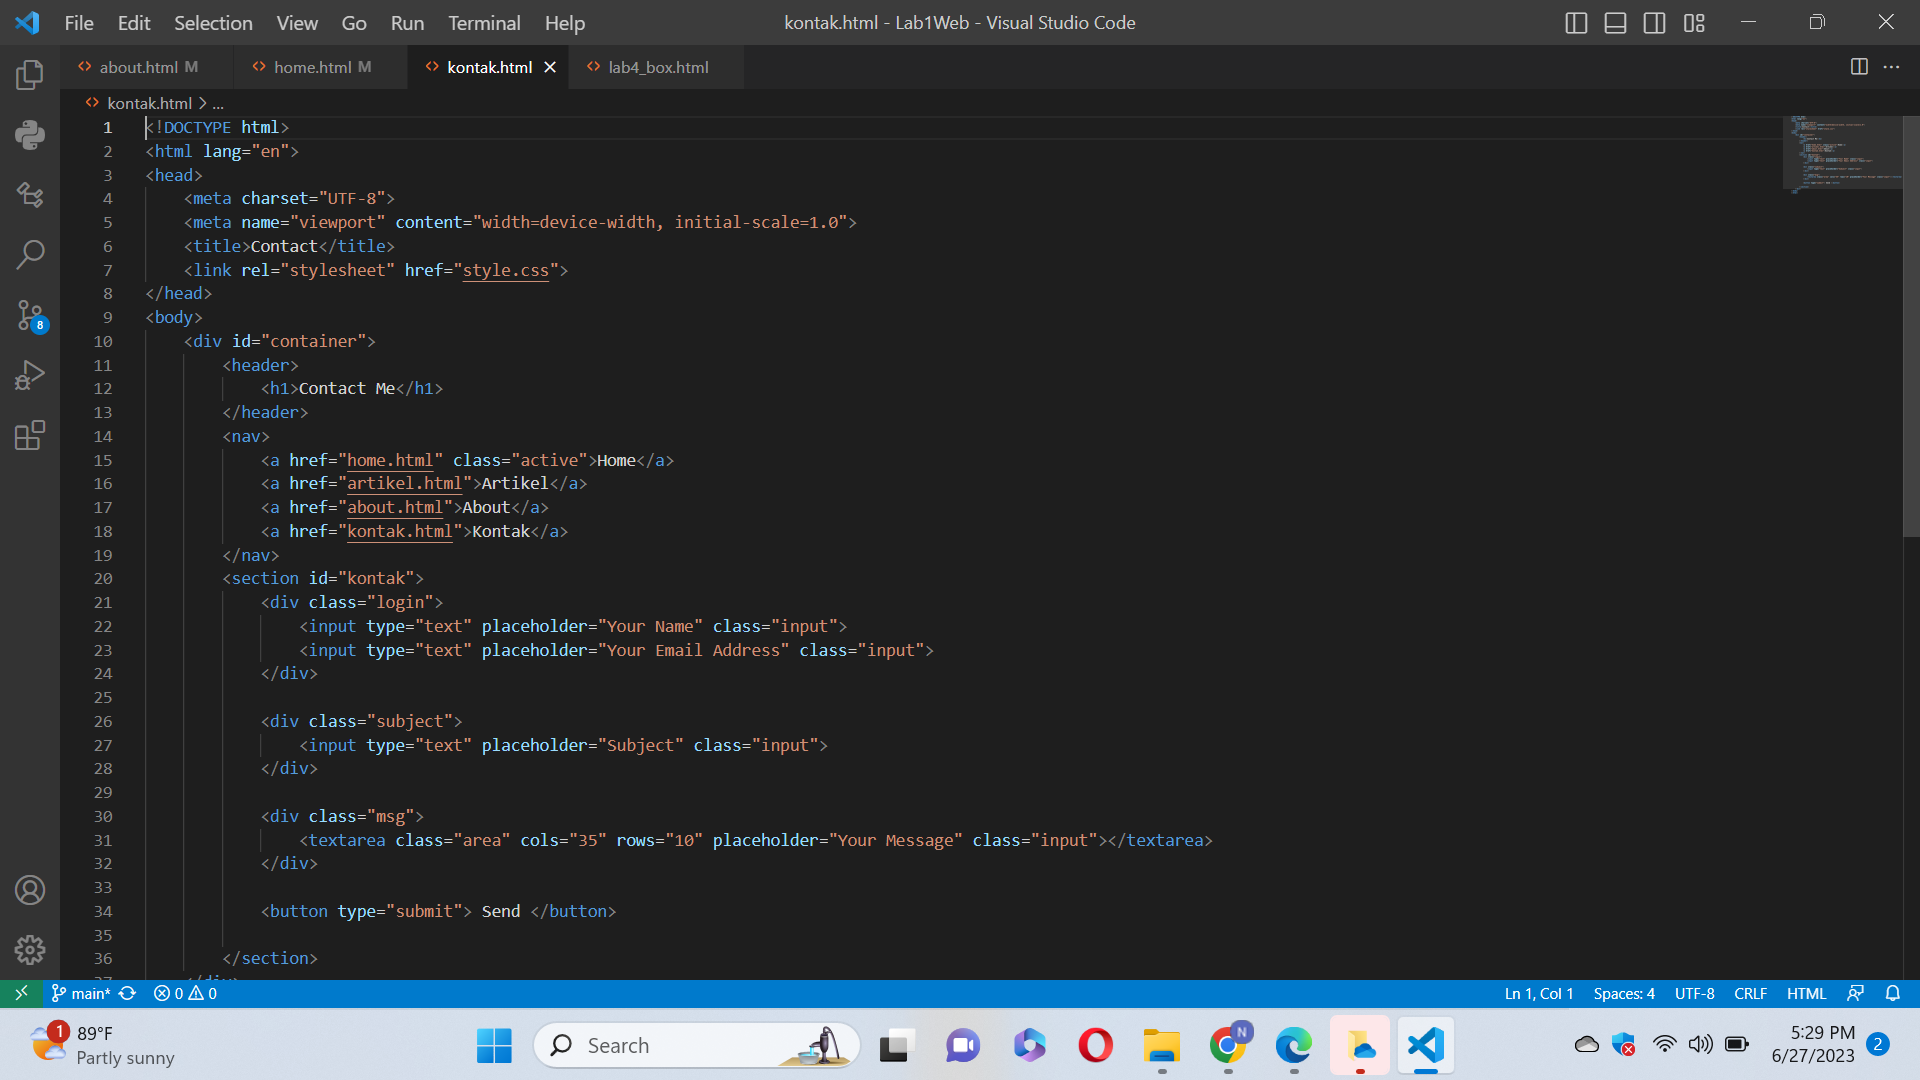 File Edit Selection View Go Run Terminal Help
kontak.html - Lab1Web - Visual Studio Code
about.html M
home.html M
kontak.html
lab4_box.html
kontak.html > ...
1 <!DOCTYPE html>
2 <html lang="en">
3 <head>
4 <meta charset="UTF-8">
5 <meta name="viewport" content="width=device-width, initial-scale=1.0">
6 <title>Contact</title>
7 <link rel="stylesheet" href="style.css">
8 </head>
9 <body>
10 <div id="container">
11 <header>
12 <h1>Contact Me</h1>
13 </header>
14 <nav>
15 <a href="home.html" class="active">Home</a>
16 <a href="artikel.html">Artikel</a>
17 <a href="about.html">About</a>
18 <a href="kontak.html">Kontak</a>
19 </nav>
20 <section id="kontak">
21 <div class="login">
22 <input type="text" placeholder="Your Name" class="input">
23 <input type="text" placeholder="Your Email Address" class="input">
24 </div>
25
26 <div class="subject">
27 <input type="text" placeholder="Subject" class="input">
28 </div>
29
30 <div class="msg">
31 <textarea class="area" cols="35" rows="10" placeholder="Your Message" class="input"></textarea>
32 </div>
33
34 <button type="submit"> Send </button>
35
36 </section>
37 </div>
8
main* 0 0
Ln 1, Col 1 Spaces: 4 UTF-8 CRLF HTML
1
89°F
Partly sunny
Search
N
5:29 PM
6/27/2023
2